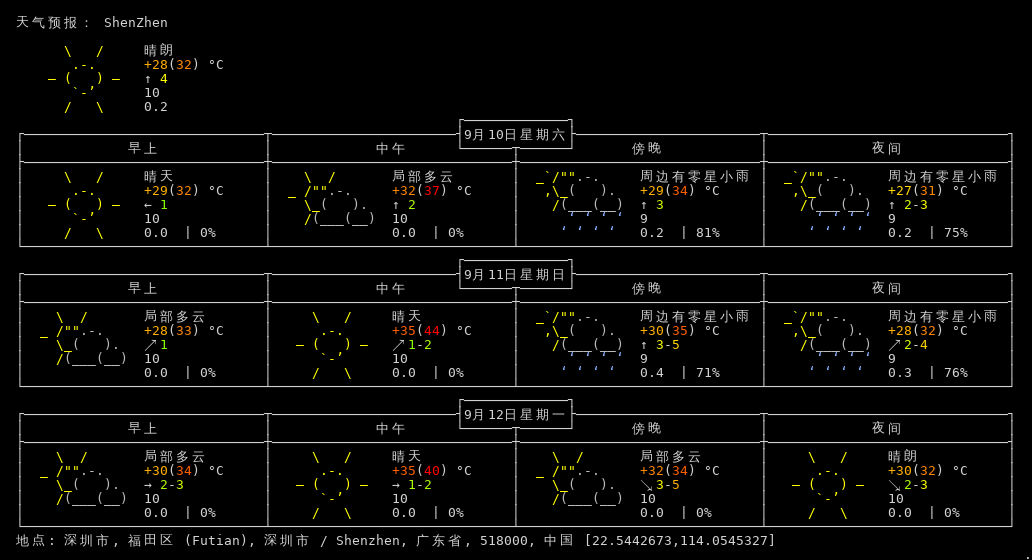 天气预报： ShenZhen
晴朗
+28(32) °C
↑ 4
10
0.2
9月10日星期六
早上 中午 傍晚 夜间
晴天 局部多云 周边有零星小雨 周边有零星小雨
+29(32) °C +32(37) °C +29(34) °C +27(31) °C
← 1 ↑ 2 ↑ 3 ↑ 2-3
10 10 9 9
0.0 | 0% 0.0 | 0% 0.2 | 81% 0.2 | 75%
9月11日星期日
早上 中午 傍晚 夜间
局部多云 晴天 周边有零星小雨 周边有零星小雨
+28(33) °C +35(44) °C +30(35) °C +28(32) °C
↗ 1 ↗ 1-2 ↑ 3-5 ↗ 2-4
10 10 9 9
0.0 | 0% 0.0 | 0% 0.4 | 71% 0.3 | 76%
9月12日星期一
早上 中午 傍晚 夜间
局部多云 晴天 局部多云 晴朗
+30(34) °C +35(40) °C +32(34) °C +30(32) °C
→ 2-3 → 1-2 ↘ 3-5 ↘ 2-3
10 10 10 10
0.0 | 0% 0.0 | 0% 0.0 | 0% 0.0 | 0%
地点: 深圳市, 福田区 (Futian), 深圳市 / Shenzhen, 广东省, 518000, 中国 [22.5442673,114.0545327]